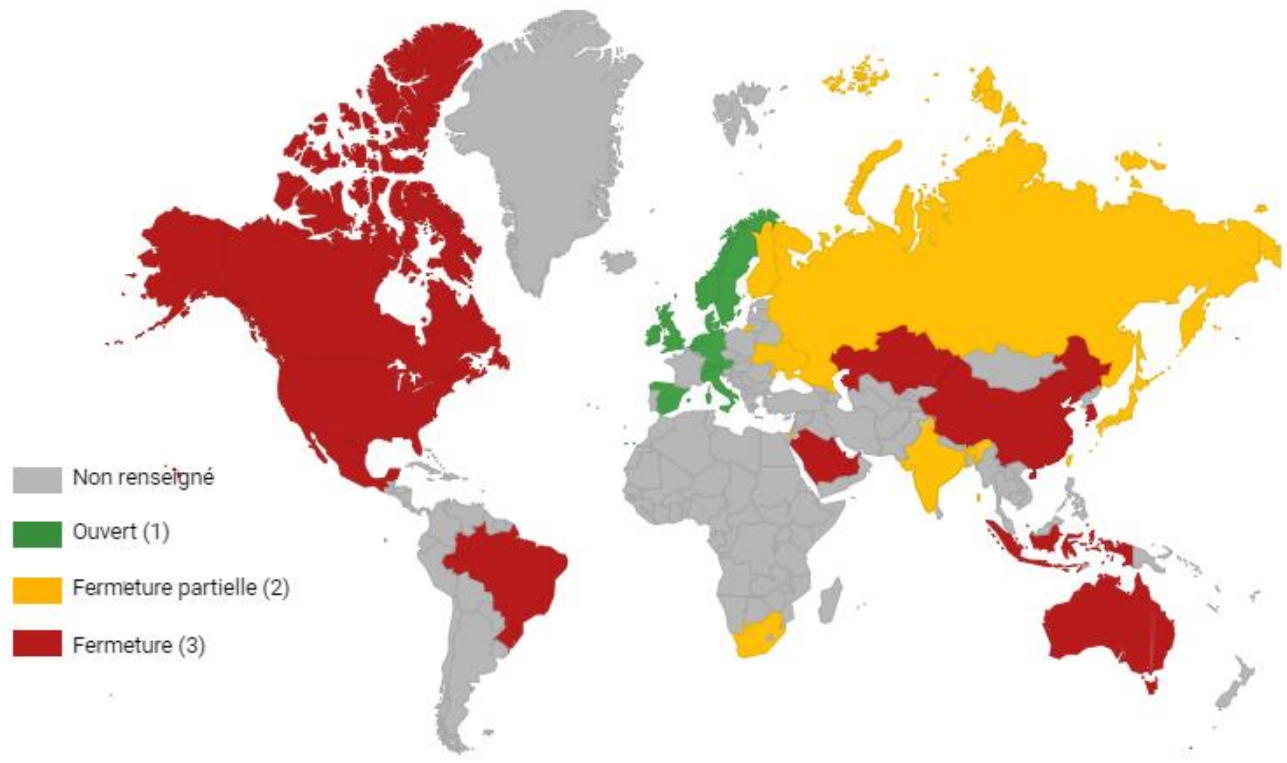 Non renseigné
Ouvert (1)
Fermeture partielle (2)
Fermeture (3)